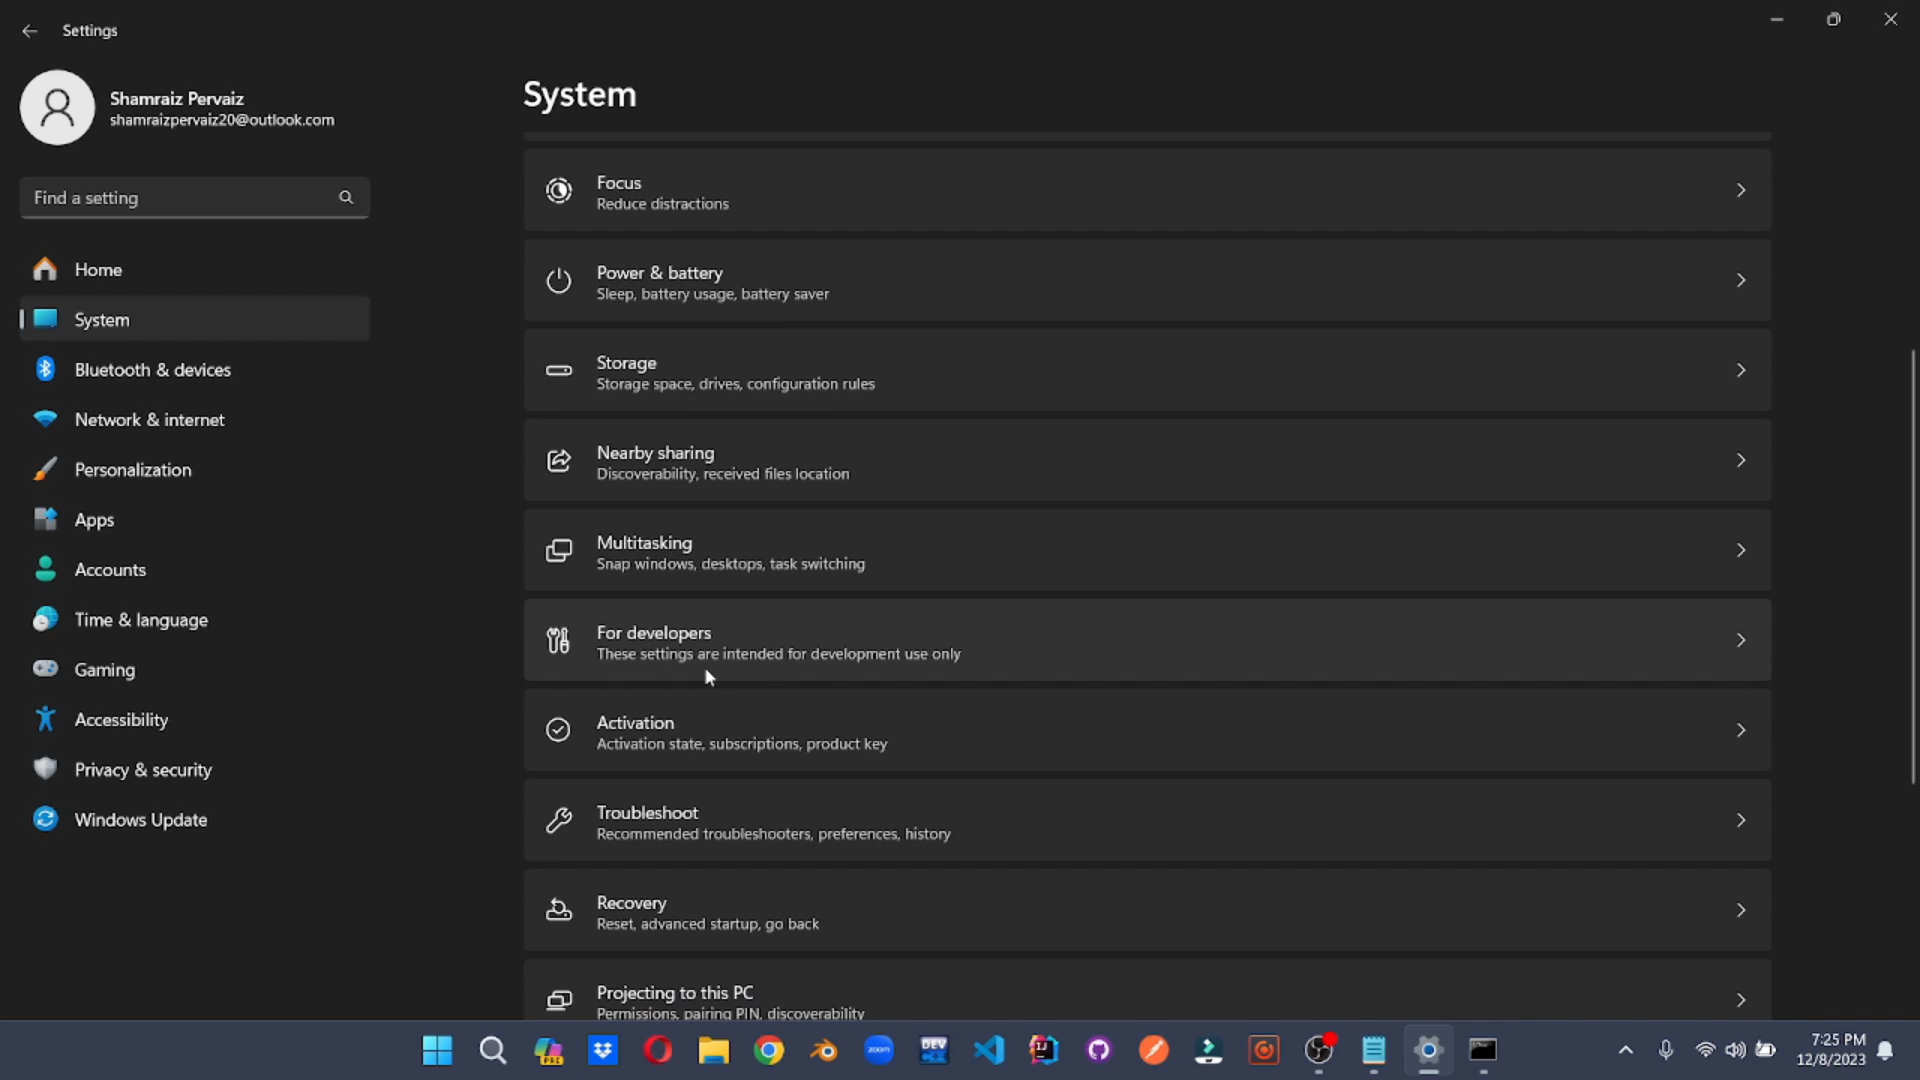 Settings
Shamraiz Pervaiz
shamraizpervaiz20@outlook.com
Find a setting
Home
System
Bluetooth & devices
Network & internet
Personalization
Apps
Accounts
Time & language
Gaming
Accessibility
Privacy & security
Windows Update
System
Focus
Reduce distractions
Power & battery
Sleep, battery usage, battery saver
Storage
Storage space, drives, configuration rules
Nearby sharing
Discoverability, received files location
Multitasking
Snap windows, desktops, task switching
For developers
These settings are intended for development use only
Activation
Activation state, subscriptions, product key
Troubleshoot
Recommended troubleshooters, preferences, history
Recovery
Reset, advanced startup, go back
Projecting to this PC
Permissions, pairing PIN, discoverability
PRE
zoom
DEV
IJ
7:25 PM
12/8/2023